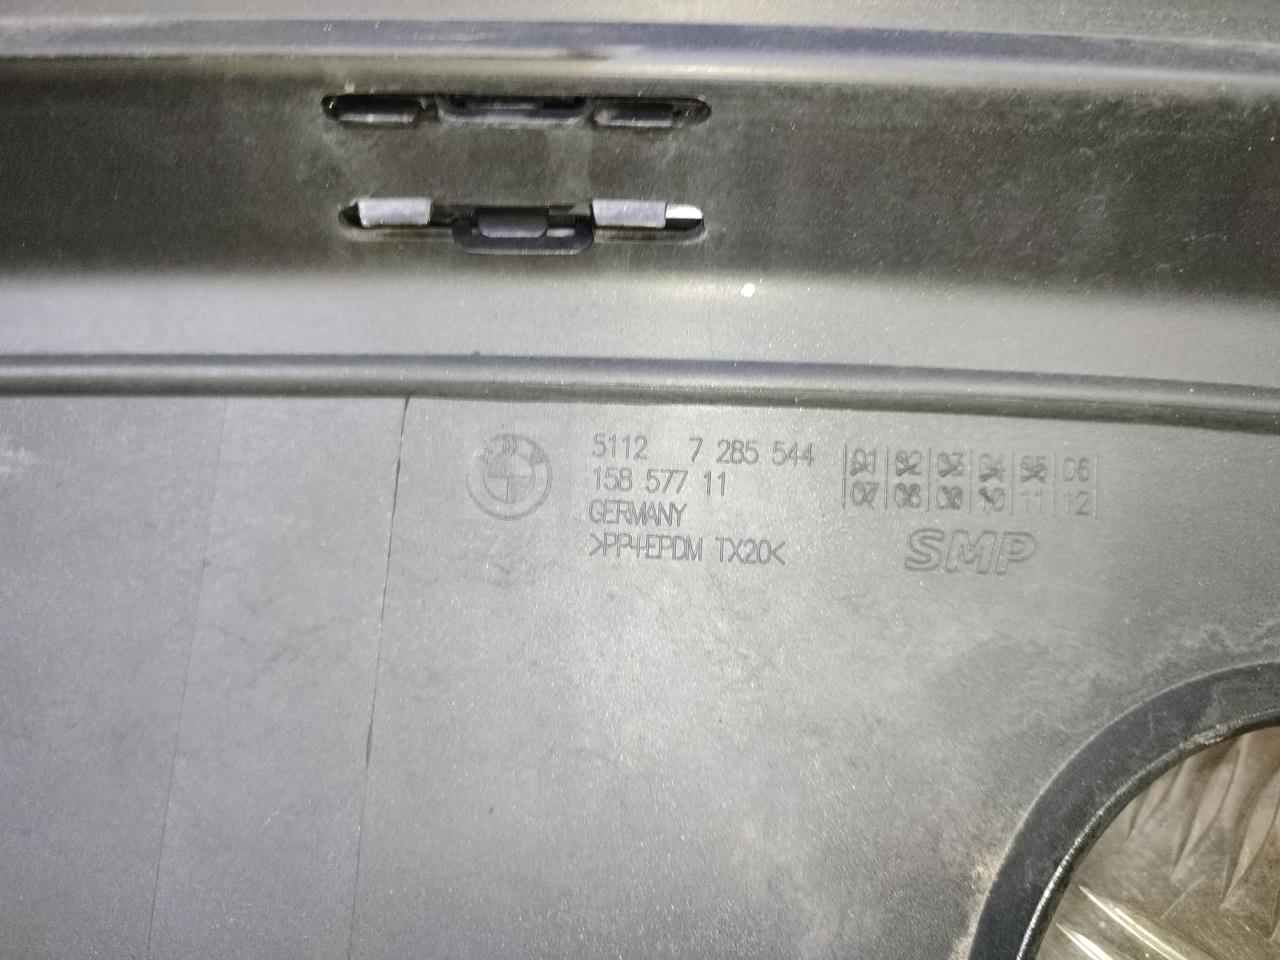 5112 7 285 544
158 577 11
GERMANY
>PP+EPDM TX20<
01 02 03 04 05 06
07 08 09 10 11 12
SMP